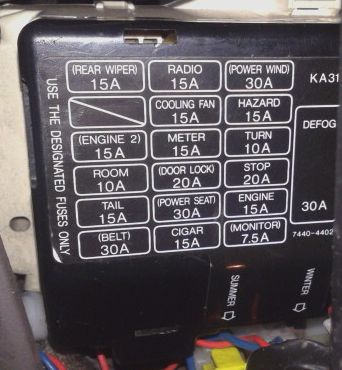 (REAR WIPER) 15A
RADIO 15A
(POWER WIND) 30A
KA31
COOLING FAN 15A
HAZARD 15A
DEFOG
30A
(ENGINE 2) 15A
METER 15A
TURN 10A
ROOM 10A
(DOOR LOCK) 20A
STOP 20A
TAIL 15A
(POWER SEAT) 30A
ENGINE 15A
(BELT) 30A
CIGAR 15A
(MONITOR) 7.5A
7440-4402
USE THE DESIGNATED FUSES ONLY
SUMMER
WINTER